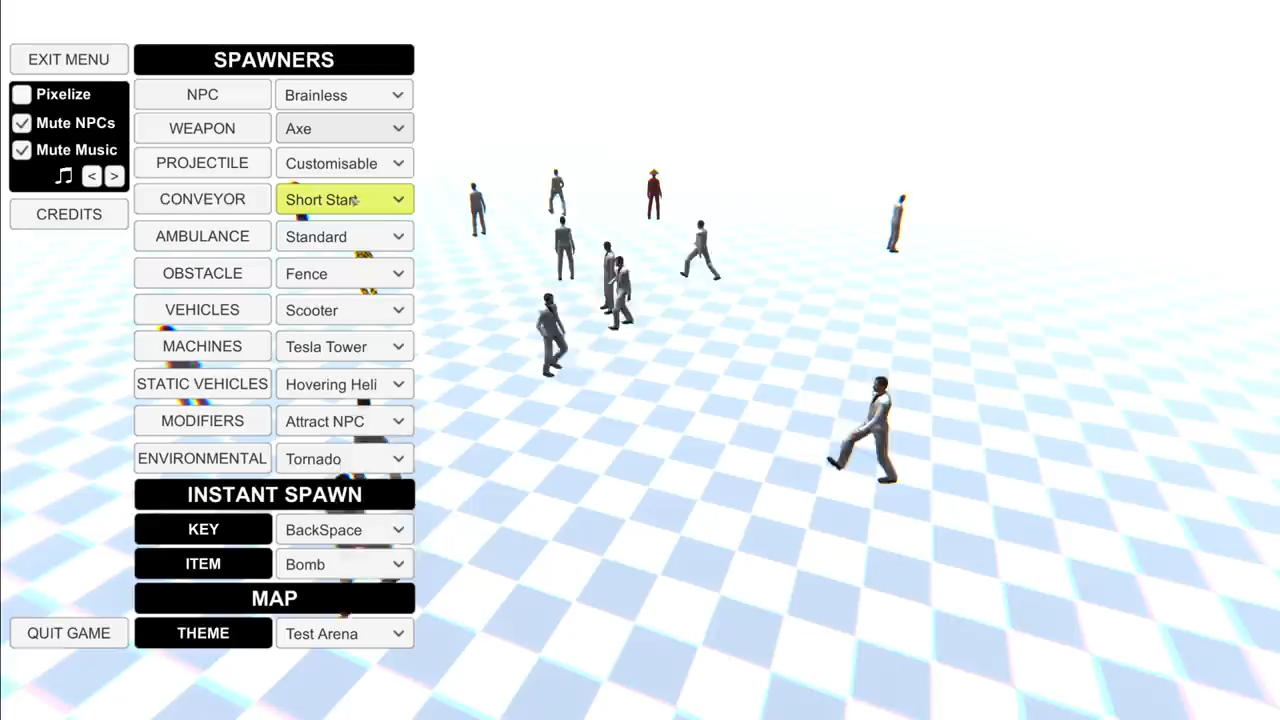 EXIT MENU
Pixelize
Mute NPCs
Mute Music
< >
CREDITS
QUIT GAME
SPAWNERS
NPC Brainless
WEAPON Axe
PROJECTILE Customisable
CONVEYOR Short Start
AMBULANCE Standard
OBSTACLE Fence
VEHICLES Scooter
MACHINES Tesla Tower
STATIC VEHICLES Hovering Heli
MODIFIERS Attract NPC
ENVIRONMENTAL Tornado
INSTANT SPAWN
KEY BackSpace
ITEM Bomb
MAP
THEME Test Arena